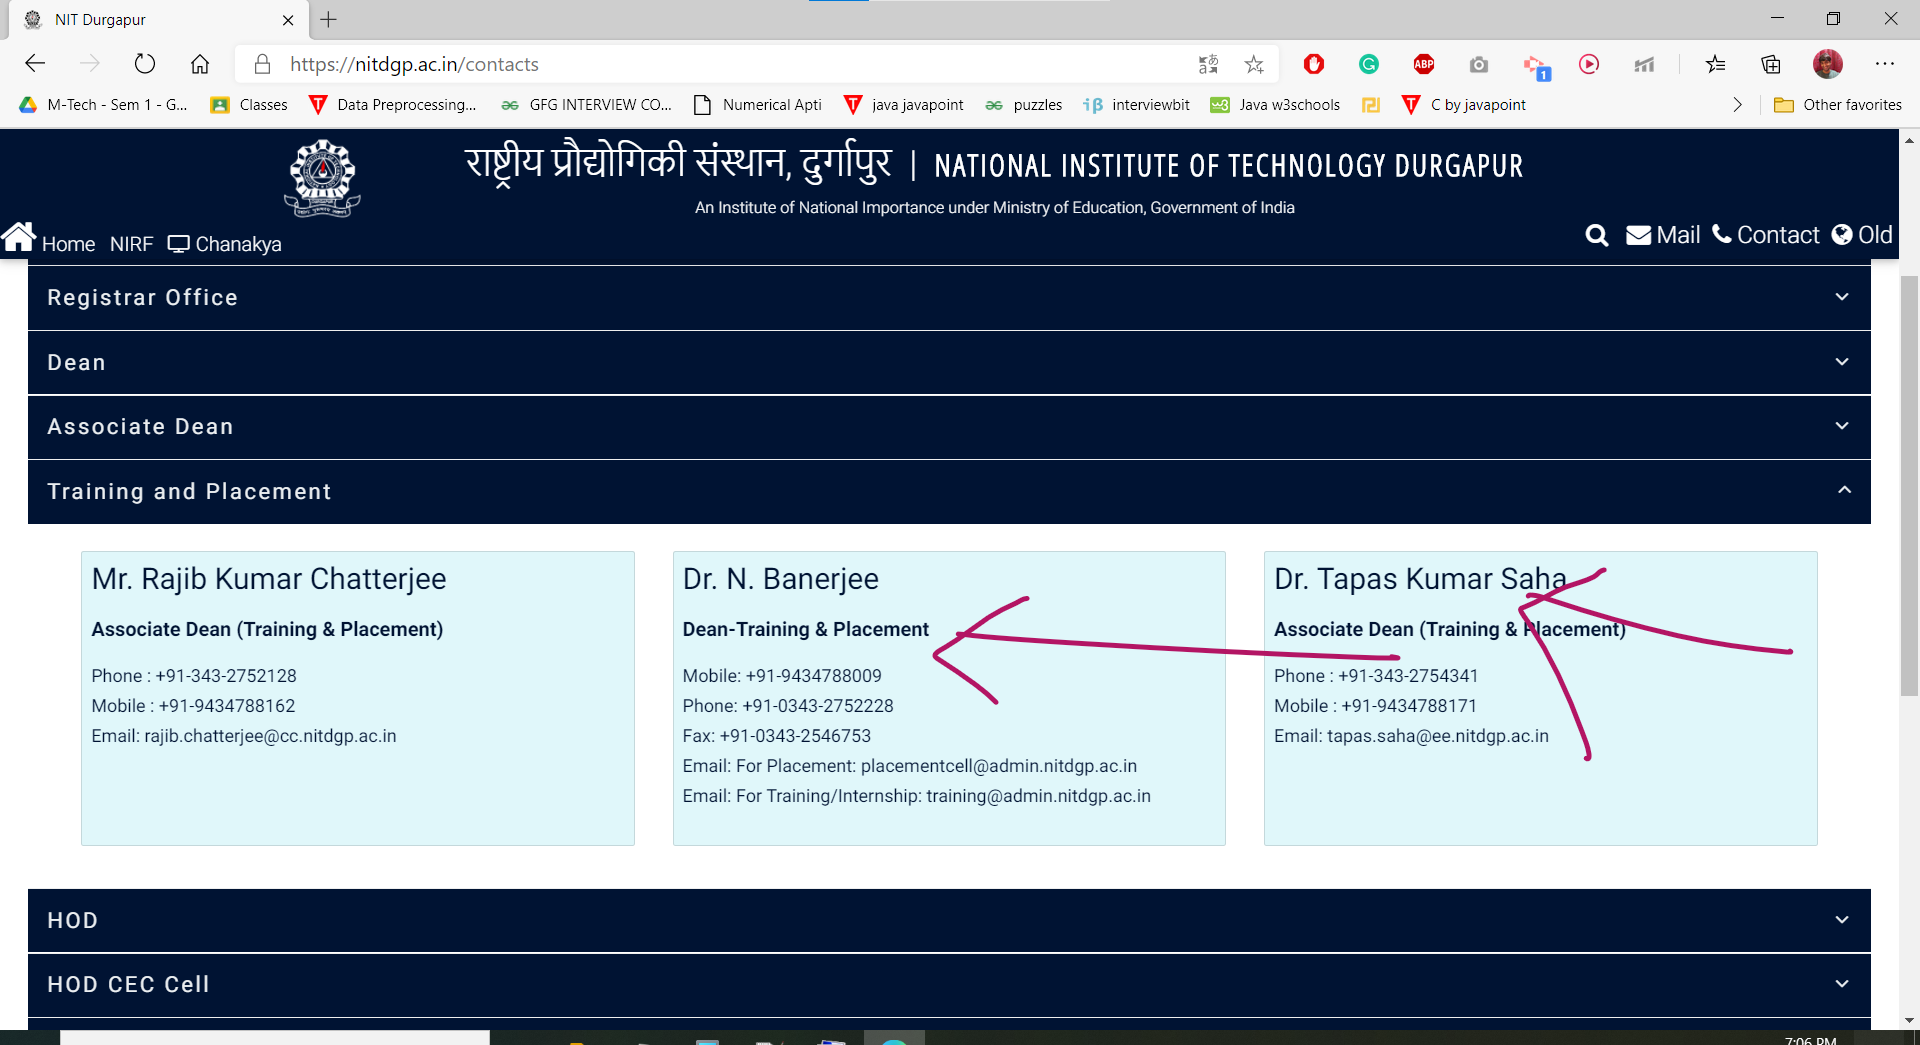 NIT Durgapur
https://nitdgp.ac.in/contacts
ABP
1
M-Tech - Sem 1 - G...
Classes
Data Preprocessing...
GFG INTERVIEW CO...
Numerical Apti
java javapoint
puzzles
interviewbit
Java w3schools
C by javapoint
Other favorites
राष्ट्रीय प्रौद्योगिकी संस्थान, दुर्गापुर | NATIONAL INSTITUTE OF TECHNOLOGY DURGAPUR
An Institute of National Importance under Ministry of Education, Government of India
Home NIRF Chanakya
Mail Contact Old
Registrar Office
Dean
Associate Dean
Training and Placement
Mr. Rajib Kumar Chatterjee
Associate Dean (Training & Placement)
Phone : +91-343-2752128
Mobile : +91-9434788162
Email: rajib.chatterjee@cc.nitdgp.ac.in
Dr. N. Banerjee
Dean-Training & Placement
Mobile: +91-9434788009
Phone: +91-0343-2752228
Fax: +91-0343-2546753
Email: For Placement: placementcell@admin.nitdgp.ac.in
Email: For Training/Internship: training@admin.nitdgp.ac.in
Dr. Tapas Kumar Saha
Associate Dean (Training & Placement)
Phone : +91-343-2754341
Mobile : +91-9434788171
Email: tapas.saha@ee.nitdgp.ac.in
HOD
HOD CEC Cell
7:06 PM